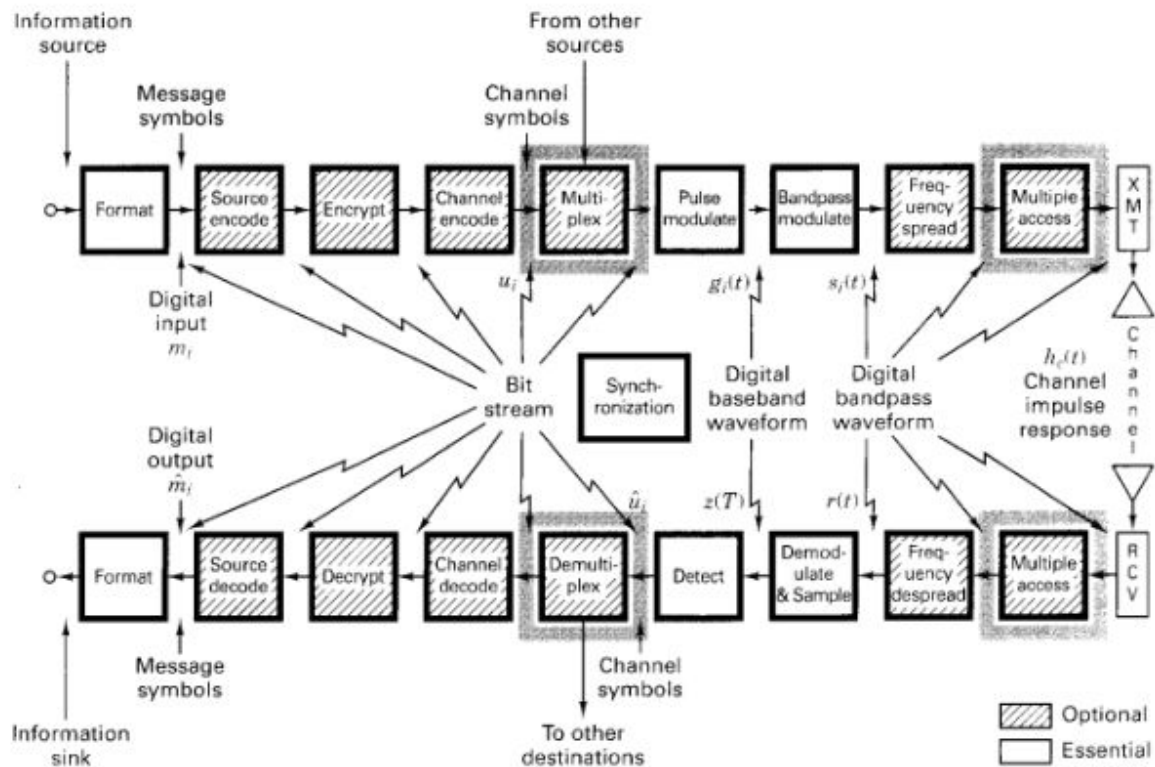 Information
source
From other
sources
Message
symbols
Channel
symbols
Format
Source
encode
Encrypt
Channel
encode
Multi-
plex
Pulse
modulate
Bandpass
modulate
Freq-
uency
spread
Multiple
access
X
M
T
Digital
input
m_i
u_i
g_i(t)
s_i(t)
Bit
stream
Synch-
ronization
Digital
baseband
waveform
Digital
bandpass
waveform
h_c(t)
Channel
impulse
response
C
h
a
n
n
e
l
Digital
output
m̂_i
û_i
z(T)
r(t)
Format
Source
decode
Decrypt
Channel
decode
Demulti-
plex
Detect
Demod-
ulate
& Sample
Freq-
uency
despread
Multiple
access
R
C
V
Message
symbols
Channel
symbols
Information
sink
To other
destinations
Optional
Essential